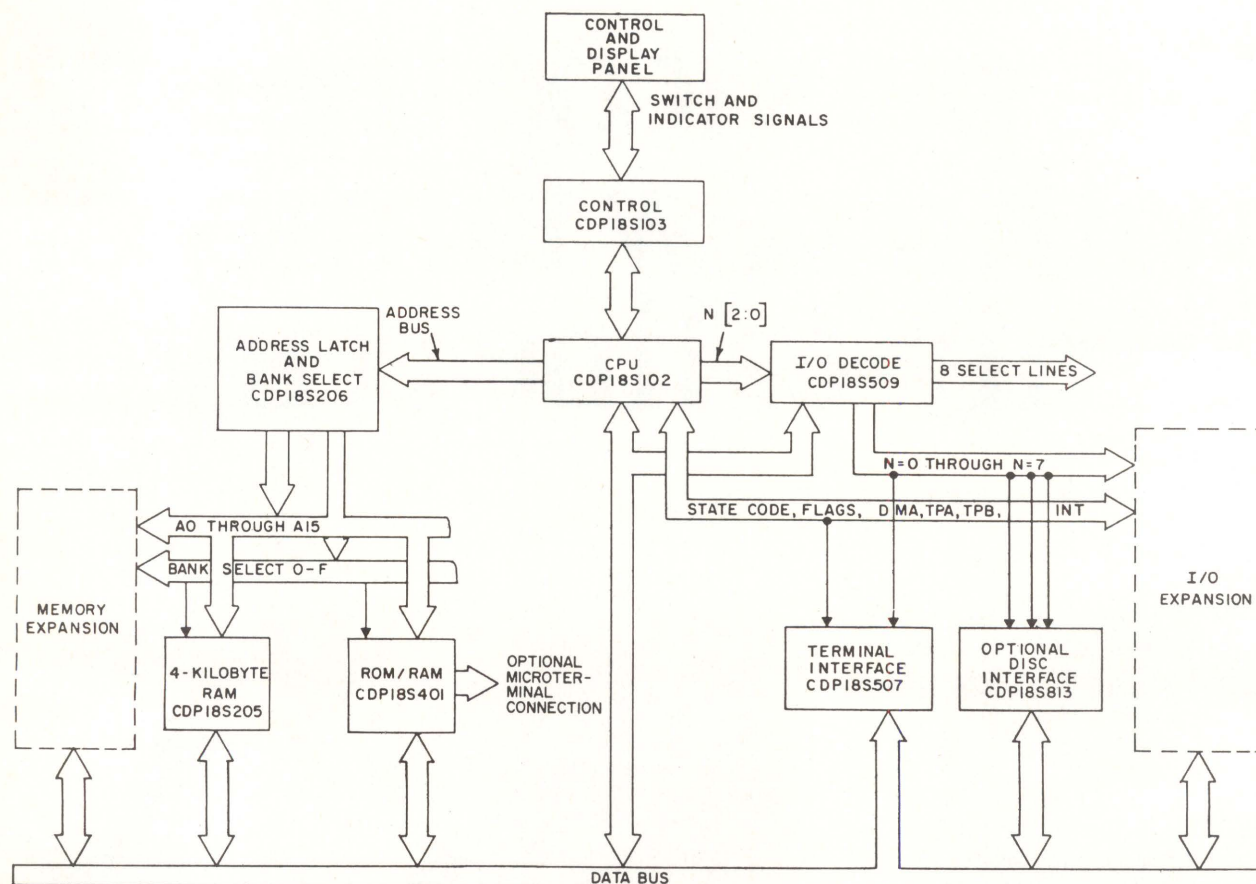 CONTROL
AND
DISPLAY
PANEL
SWITCH AND
INDICATOR SIGNALS
CONTROL
CDP18S103
ADDRESS
BUS
N [2:0]
ADDRESS LATCH
AND
BANK SELECT
CDP18S206
CPU
CDP18S102
I/O DECODE
CDP18S509
8 SELECT LINES
N=0 THROUGH N=7
STATE CODE, FLAGS, DMA, TPA, TPB, INT
A0 THROUGH A15
BANK SELECT 0-F
MEMORY
EXPANSION
I/O
EXPANSION
4-KILOBYTE
RAM
CDP18S205
ROM/RAM
CDP18S401
OPTIONAL
MICROTER-
MINAL
CONNECTION
TERMINAL
INTERFACE
CDP18S507
OPTIONAL
DISC
INTERFACE
CDP18S813
DATA BUS